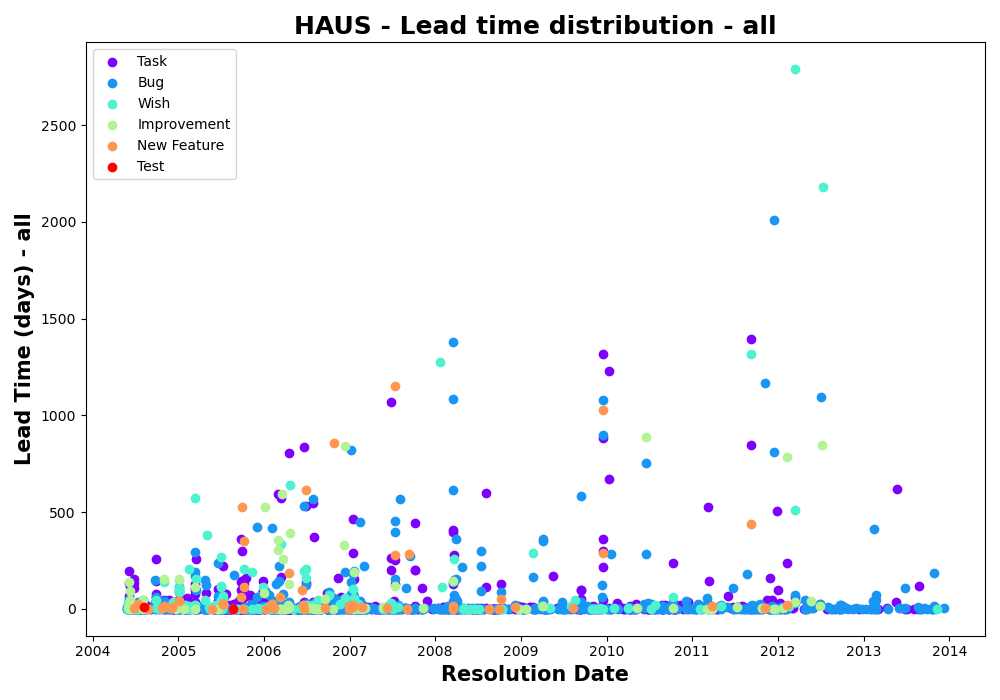 HAUS - Lead time distribution - all
Task
Bug
Wish
Improvement
New Feature
Test
Lead Time (days) - all
2500
2000
1500
1000
500
0
2004 2005 2006 2007 2008 2009 2010 2011 2012 2013 2014
Resolution Date